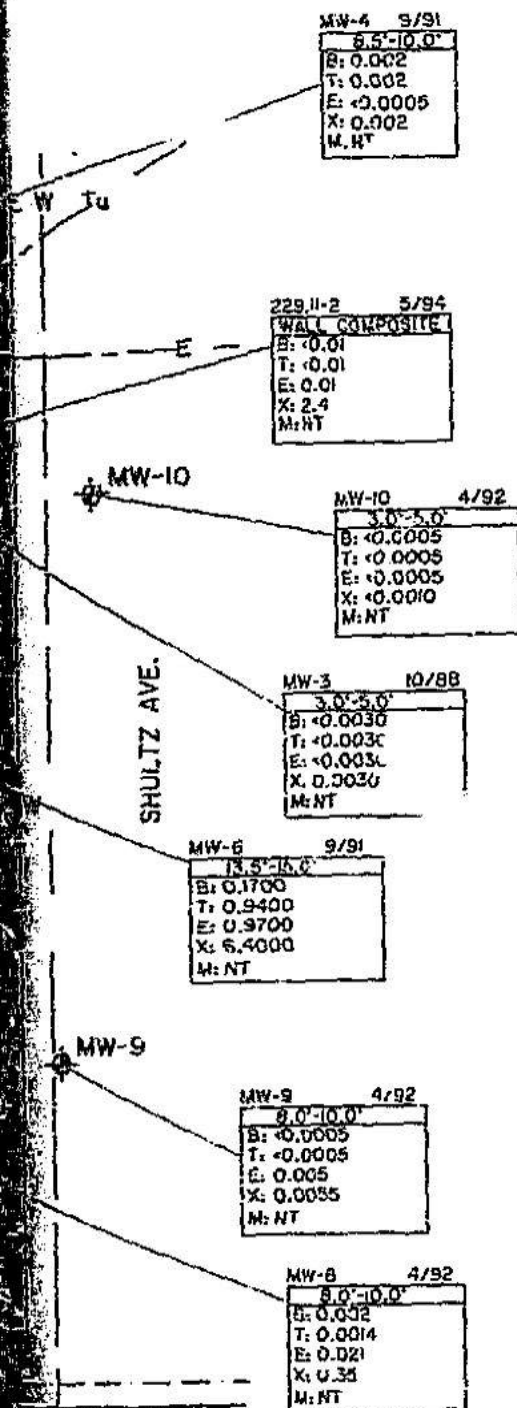 MW-4 9/91
8.5'-10.0'
B: 0.002
T: 0.002
E: <0.0005
X: 0.002
M: NT
E W Tu
229,II-2 5/94
WALL COMPOSITE
B: <0.01
T: <0.01
E: 0.01
X: 2.4
M: NT
E
MW-10
MW-10 4/92
3.0'-5.0'
B: <0.0005
T: <0.0005
E: <0.0005
X: <0.0010
M: NT
SHULTZ AVE.
MW-3 10/88
3.0'-5.0'
B: <0.0030
T: <0.0030
E: <0.0030
X: 0.0030
M: NT
W
MW-6 9/91
13.5'-15.0'
B: 0.1700
T: 0.9400
E: 0.9700
X: 6.4000
M: NT
MW-9
MW-9 4/92
8.0'-10.0'
B: <0.0005
T: <0.0005
E: 0.005
X: 0.0055
M: NT
MW-8 4/92
8.0'-10.0'
B: 0.002
T: 0.0014
E: 0.021
X: 0.35
M: NT